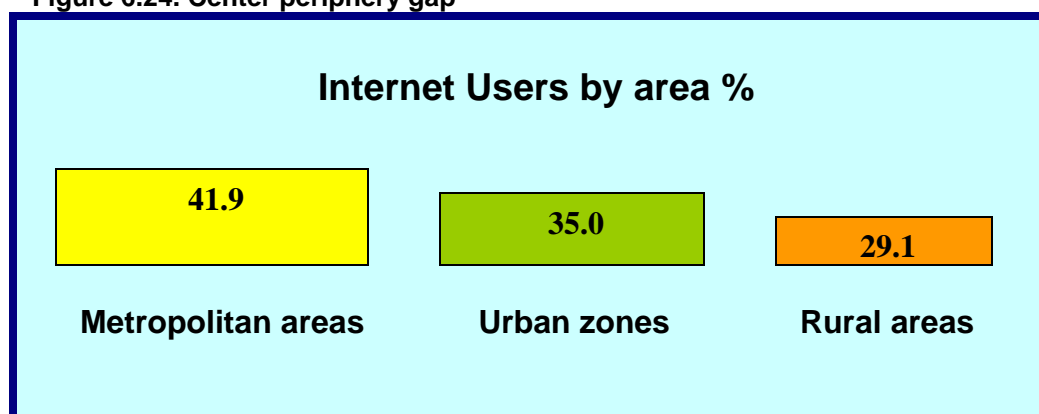 Figure 6.24. Center periphery gap
Internet Users by area %
41.9
35.0
29.1
Metropolitan areas
Urban zones
Rural areas